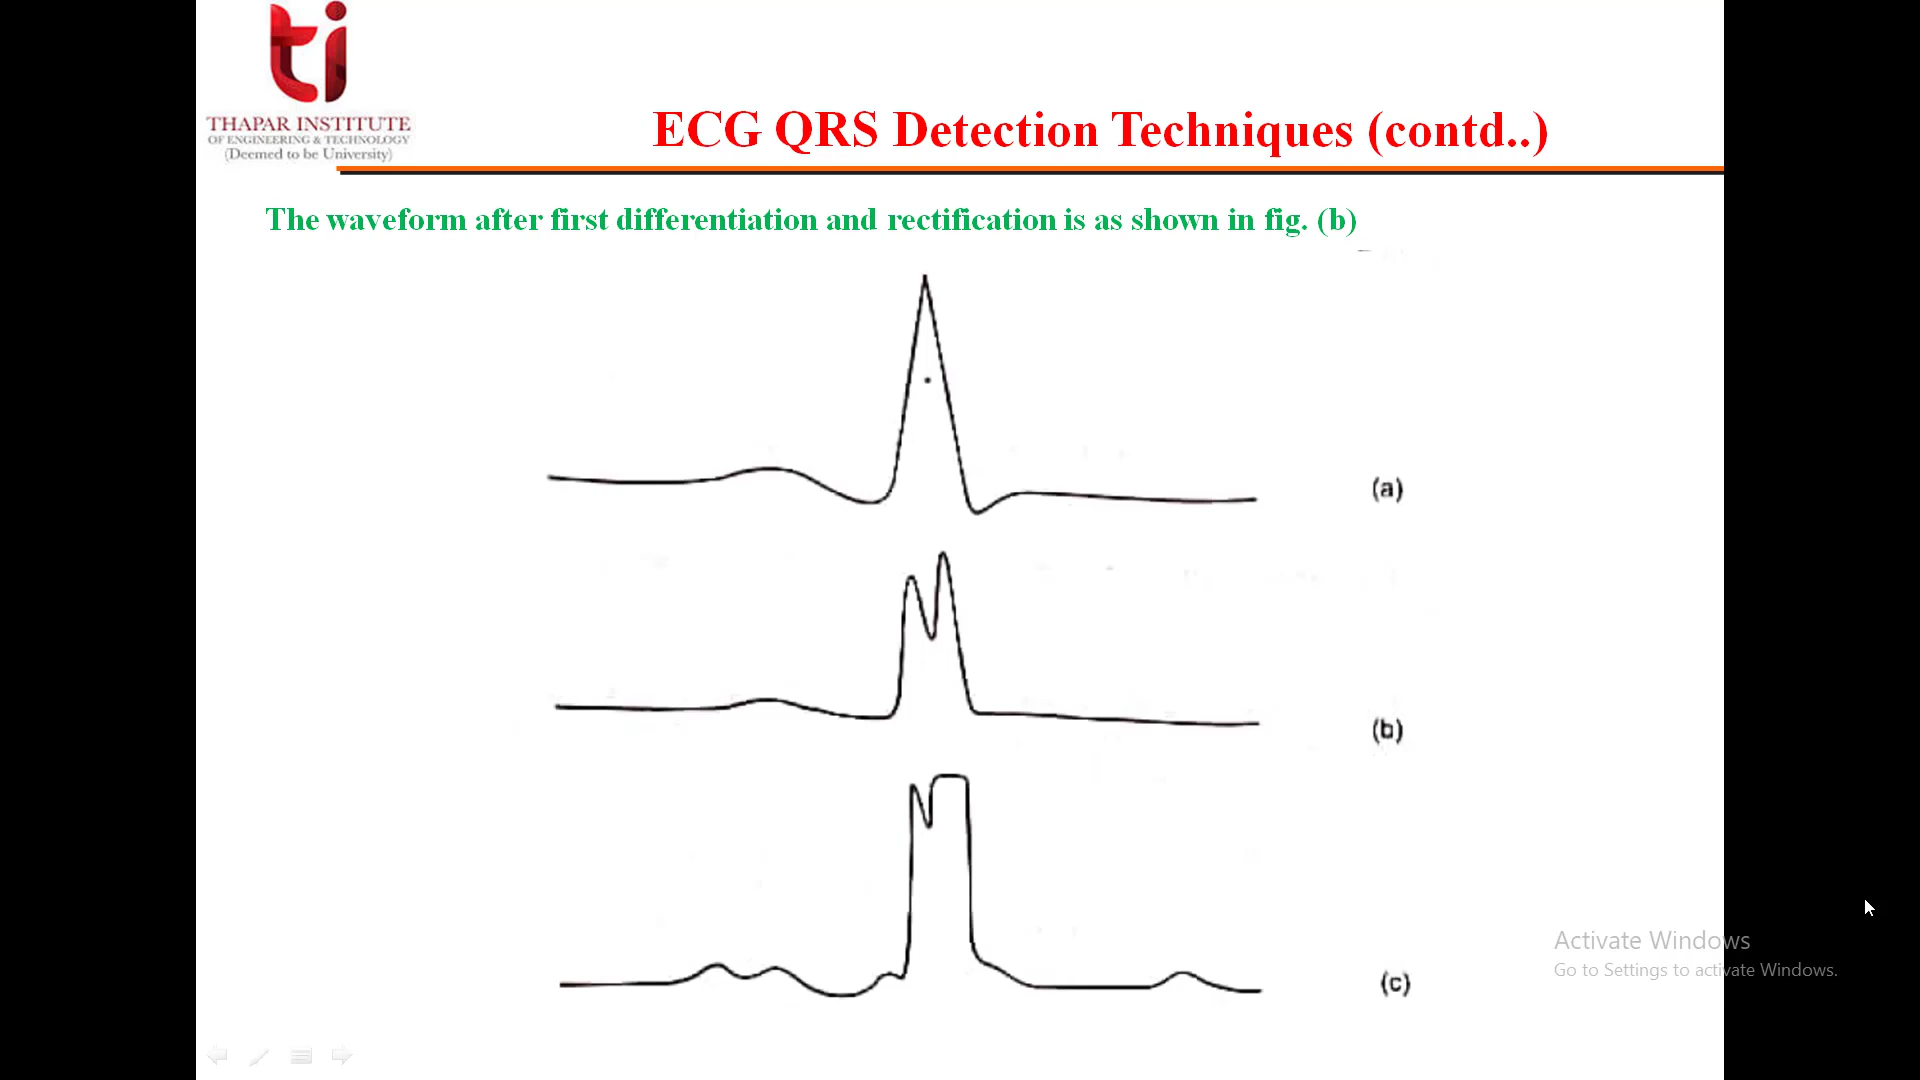 ti
THAPAR INSTITUTE
OF ENGINEERING & TECHNOLOGY
(Deemed to be University)
ECG QRS Detection Techniques (contd..)
The waveform after first differentiation and rectification is as shown in fig. (b)
(a)
(b)
(c)
Activate Windows
Go to Settings to activate Windows.